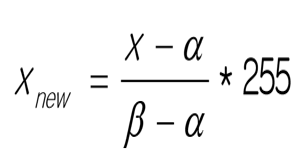 x_new = (x − α) / (β − α) * 255